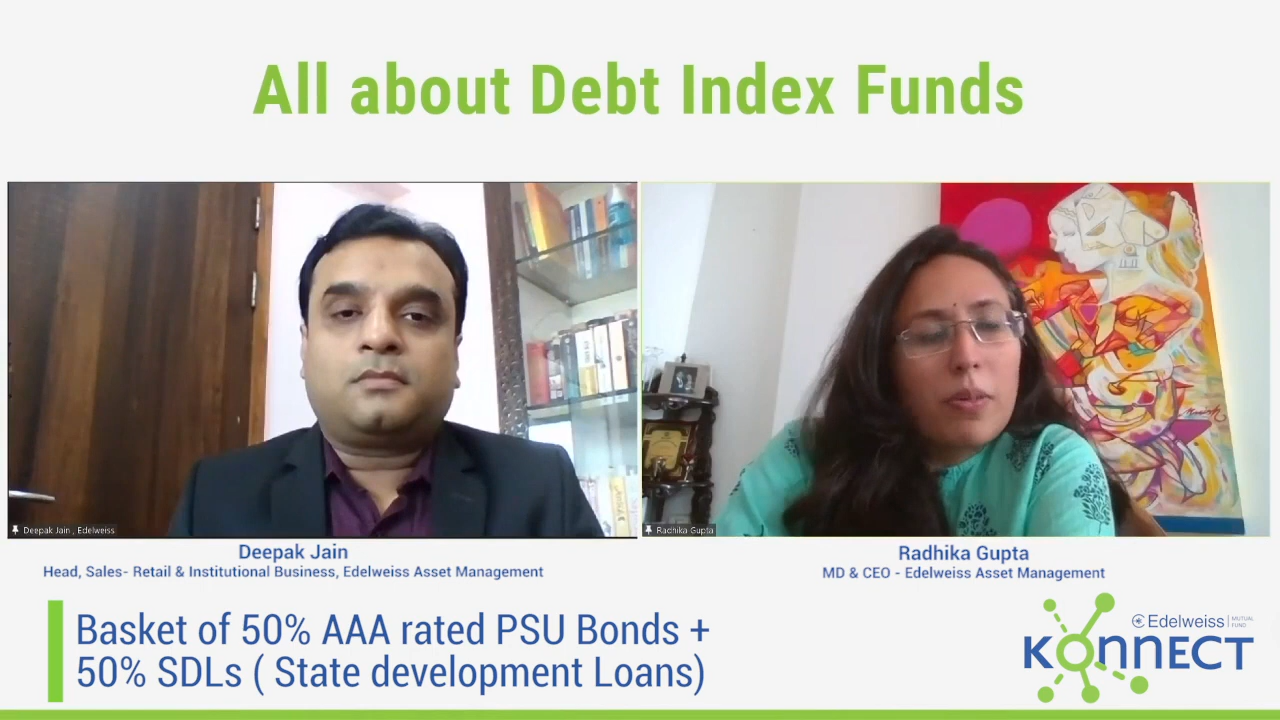 All about Debt Index Funds
Deepak Jain , Edelweiss
Radhika Gupta
Deepak Jain
Head, Sales- Retail & Institutional Business, Edelweiss Asset Management
Radhika Gupta
MD & CEO - Edelweiss Asset Management
Basket of 50% AAA rated PSU Bonds +
50% SDLs ( State development Loans)
Edelweiss
MUTUAL
FUND
KONNECT